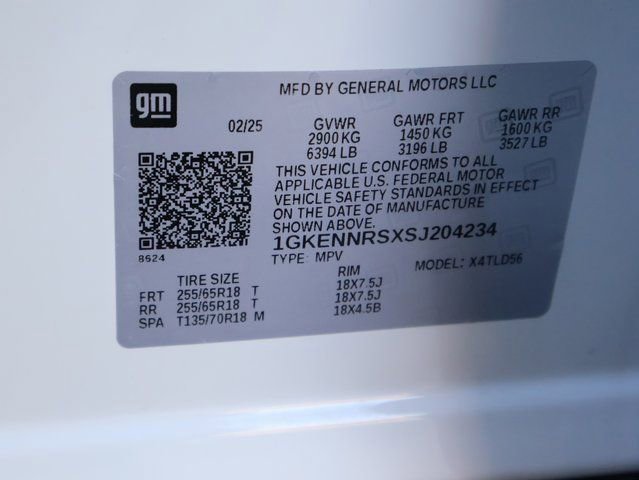 gm
MFD BY GENERAL MOTORS LLC
02/25 GVWR GAWR FRT GAWR RR
2900 KG 1450 KG 1600 KG
6394 LB 3196 LB 3527 LB
THIS VEHICLE CONFORMS TO ALL
APPLICABLE U.S. FEDERAL MOTOR
VEHICLE SAFETY STANDARDS IN EFFECT
ON THE DATE OF MANUFACTURE
SHOWN ABOVE.
1GKENNRSXSJ204234
8624
TYPE: MPV MODEL: X4TLD56
TIRE SIZE RIM
FRT 255/65R18 T 18X7.5J
RR 255/65R18 T 18X7.5J
SPA T135/70R18 M 18X4.5B